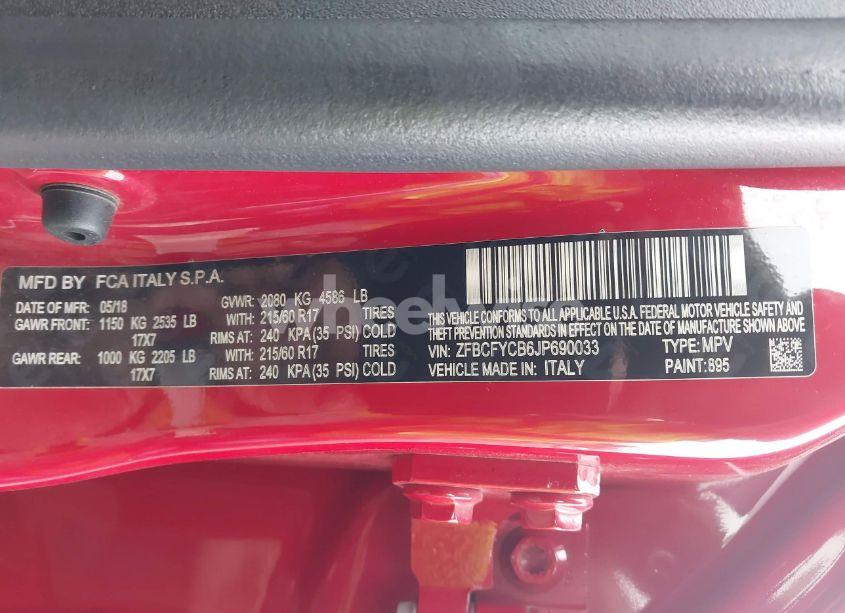 MFD BY FCA ITALY S.P.A.
DATE OF MFR: 05/18 GVWR: 2080 KG 4586 LB
GAWR FRONT: 1150 KG 2535 LB WITH: 215/60 R17 TIRES
17X7 RIMS AT: 240 KPA (35 PSI) COLD
GAWR REAR: 1000 KG 2205 LB WITH: 215/60 R17 TIRES
17X7 RIMS AT: 240 KPA (35 PSI) COLD
THIS VEHICLE CONFORMS TO ALL APPLICABLE U.S.A. FEDERAL MOTOR VEHICLE SAFETY AND
THEFT PREVENTION STANDARDS IN EFFECT ON THE DATE OF MANUFACTURE SHOWN ABOVE.
VIN: ZFBCFYCB6JP690033 TYPE: MPV
VEHICLE MADE IN: ITALY PAINT: 895